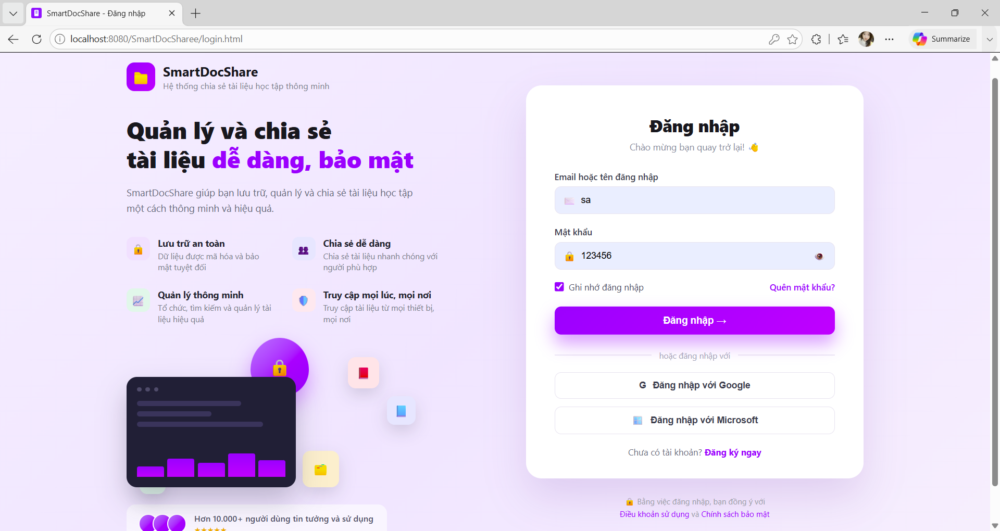 SmartDocShare - Đăng nhập
localhost:8080/SmartDocSharee/login.html
Summarize
SmartDocShare
Hệ thống chia sẻ tài liệu học tập thông minh
Quản lý và chia sẻ
tài liệu dễ dàng, bảo mật
SmartDocShare giúp bạn lưu trữ, quản lý và chia sẻ tài liệu học tập
một cách thông minh và hiệu quả.
Lưu trữ an toàn
Dữ liệu được mã hóa và bảo
mật tuyệt đối
Chia sẻ dễ dàng
Chia sẻ tài liệu nhanh chóng với
người phù hợp
Quản lý thông minh
Tổ chức, tìm kiếm và quản lý tài
liệu hiệu quả
Truy cập mọi lúc, mọi nơi
Truy cập tài liệu từ mọi thiết bị,
mọi nơi
Hơn 10.000+ người dùng tin tưởng và sử dụng
★★★★★
Đăng nhập
Chào mừng bạn quay trở lại! 👋
Email hoặc tên đăng nhập
sa
Mật khẩu
123456
Ghi nhớ đăng nhập
Quên mật khẩu?
Đăng nhập →
hoặc đăng nhập với
G Đăng nhập với Google
Đăng nhập với Microsoft
Chưa có tài khoản? Đăng ký ngay
Bằng việc đăng nhập, bạn đồng ý với
Điều khoản sử dụng và Chính sách bảo mật